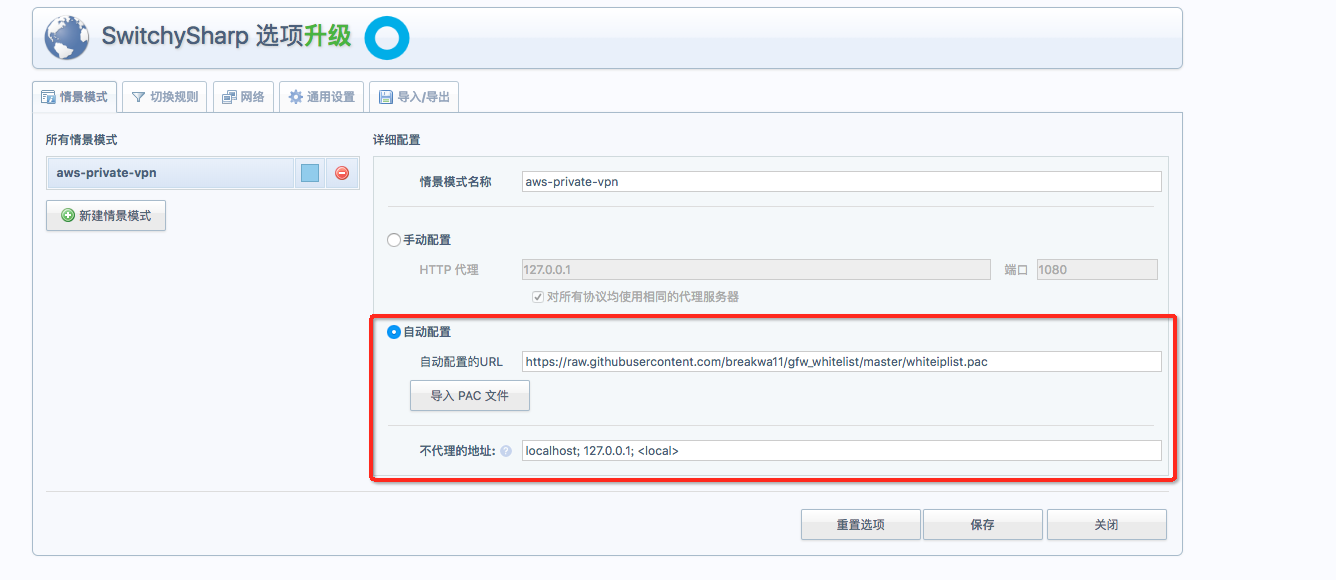 SwitchySharp 选项升级
情景模式 切换规则 网络 通用设置 导入/导出
所有情景模式
aws-private-vpn
新建情景模式
详细配置
情景模式名称 aws-private-vpn
手动配置
HTTP 代理 127.0.0.1 端口 1080
对所有协议均使用相同的代理服务器
自动配置
自动配置的URL https://raw.githubusercontent.com/breakwa11/gfw_whitelist/master/whiteiplist.pac
导入 PAC 文件
不代理的地址: ? localhost; 127.0.0.1; <local>
重置选项 保存 关闭